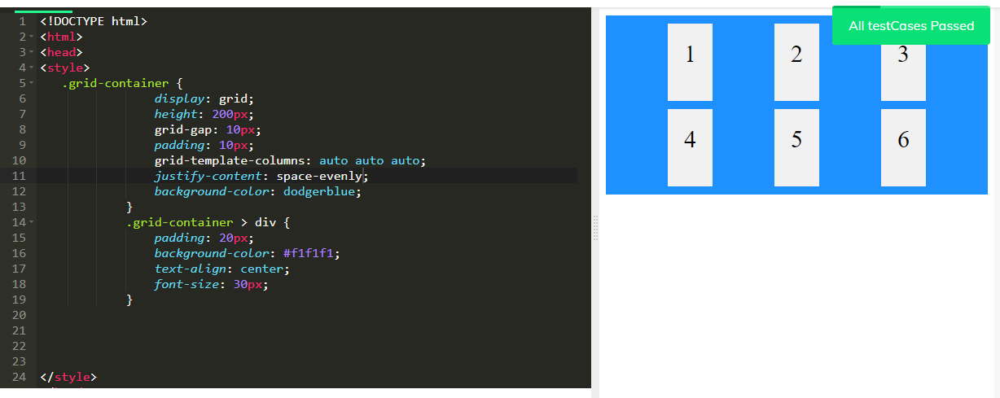 1 <!DOCTYPE html>
2 <html>
3 <head>
4 <style>
5 .grid-container {
6 display: grid;
7 height: 200px;
8 grid-gap: 10px;
9 padding: 10px;
10 grid-template-columns: auto auto auto;
11 justify-content: space-evenly;
12 background-color: dodgerblue;
13 }
14 .grid-container > div {
15 padding: 20px;
16 background-color: #f1f1f1;
17 text-align: center;
18 font-size: 30px;
19 }
20
21
22
23
24 </style>
All testCases Passed
1 2 3
4 5 6